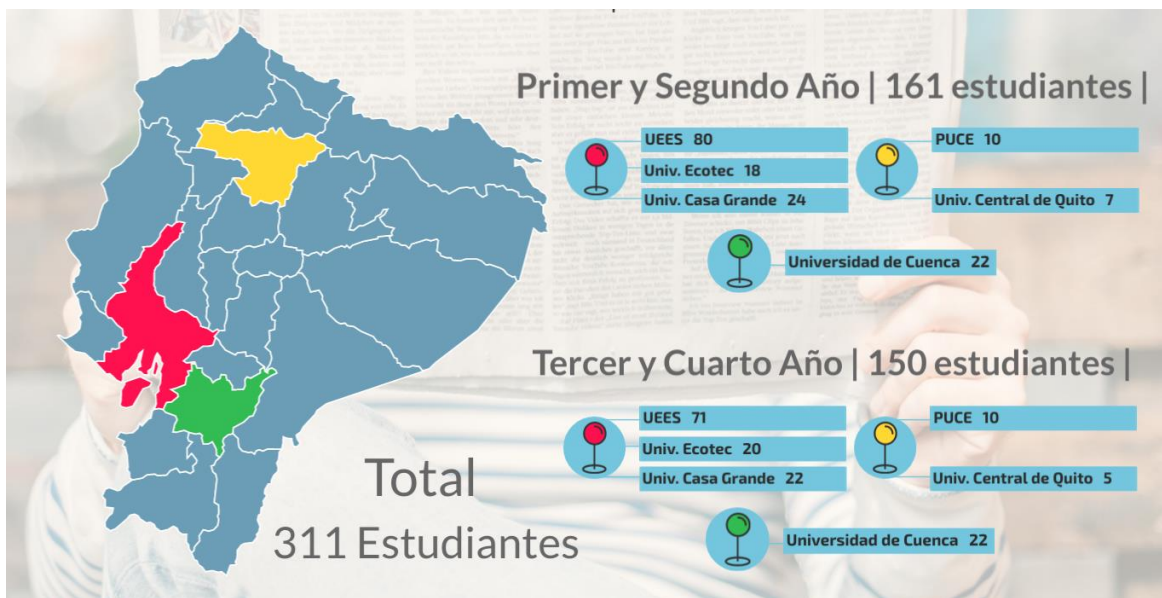 Primer y Segundo Año | 161 estudiantes |
UEES 80
Univ. Ecotec 18
Univ. Casa Grande 24
PUCE 10
Univ. Central de Quito 7
Universidad de Cuenca 22
Tercer y Cuarto Año | 150 estudiantes |
UEES 71
Univ. Ecotec 20
Univ. Casa Grande 22
PUCE 10
Univ. Central de Quito 5
Universidad de Cuenca 22
Total
311 Estudiantes